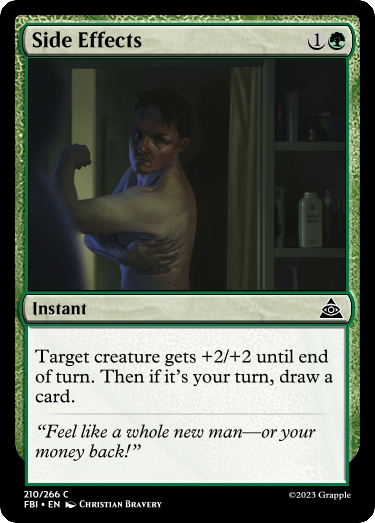 Side Effects 1
Instant
Target creature gets +2/+2 until end
of turn. Then if it's your turn, draw a
card.
“Feel like a whole new man—or your
money back!”
210/266 C
FBI • EN Christian Bravery
©2023 Grapple